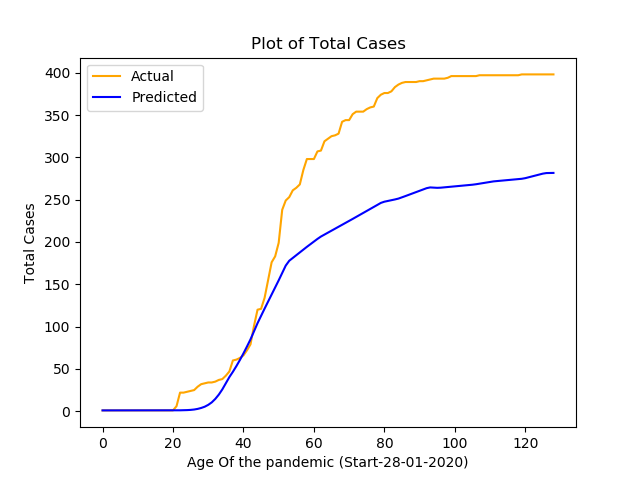 Plot of Total Cases
Actual
Predicted
400
350
300
250
200
150
100
50
0
Total Cases
0 20 40 60 80 100 120
Age Of the pandemic (Start-28-01-2020)